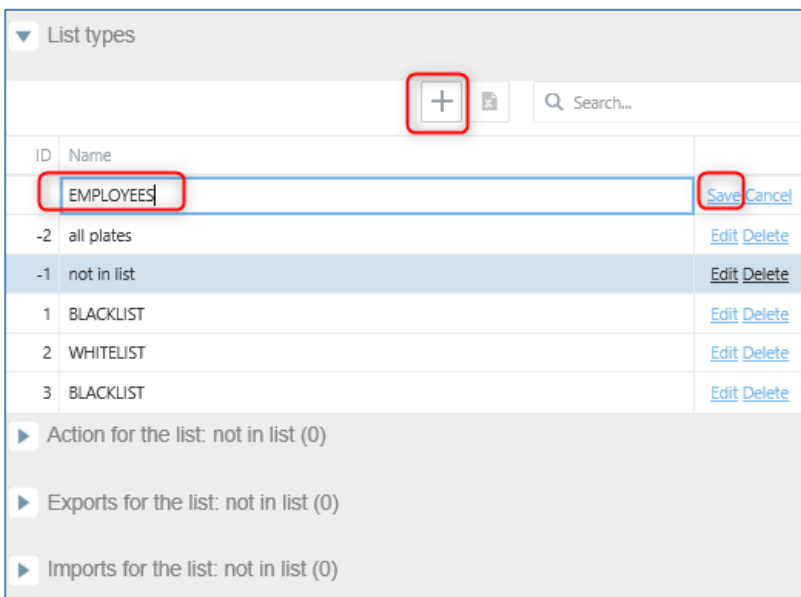 List types
Search...
ID Name
EMPLOYEES Save Cancel
-2 all plates Edit Delete
-1 not in list Edit Delete
1 BLACKLIST Edit Delete
2 WHITELIST Edit Delete
3 BLACKLIST Edit Delete
Action for the list: not in list (0)
Exports for the list: not in list (0)
Imports for the list: not in list (0)